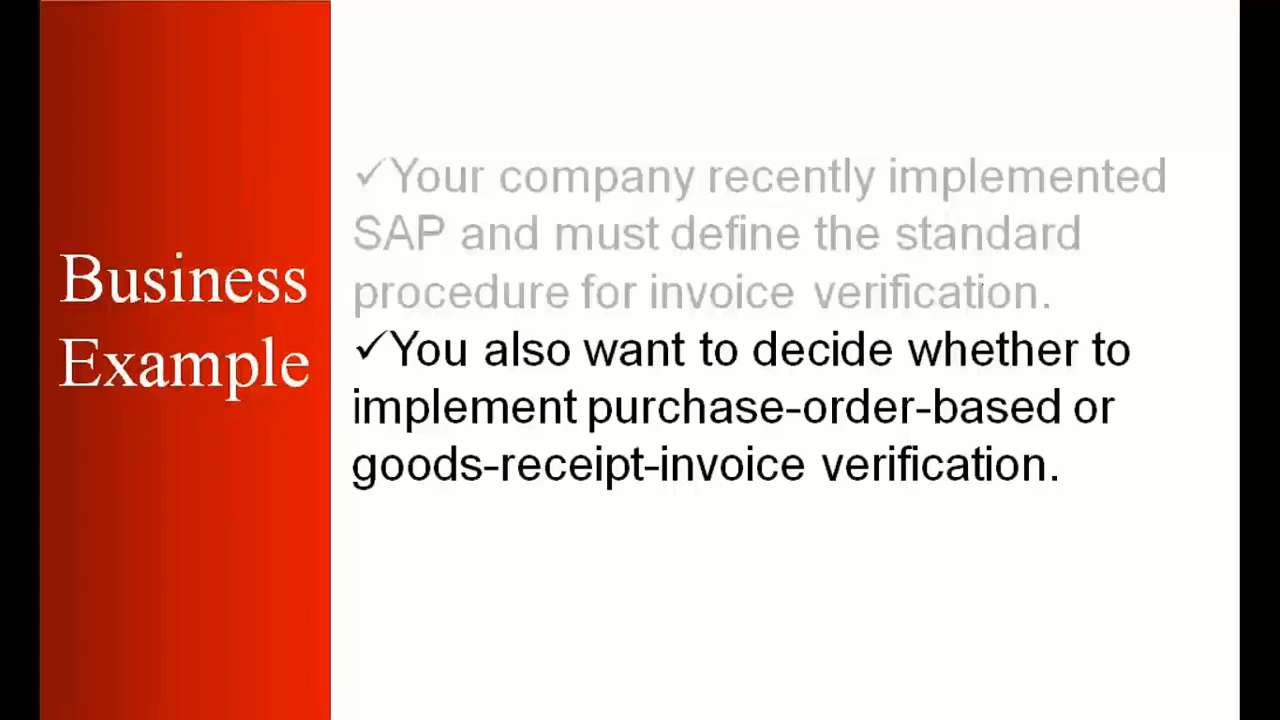 Business
Example
✓Your company recently implemented
SAP and must define the standard
procedure for invoice verification.
✓You also want to decide whether to
implement purchase-order-based or
goods-receipt-invoice verification.